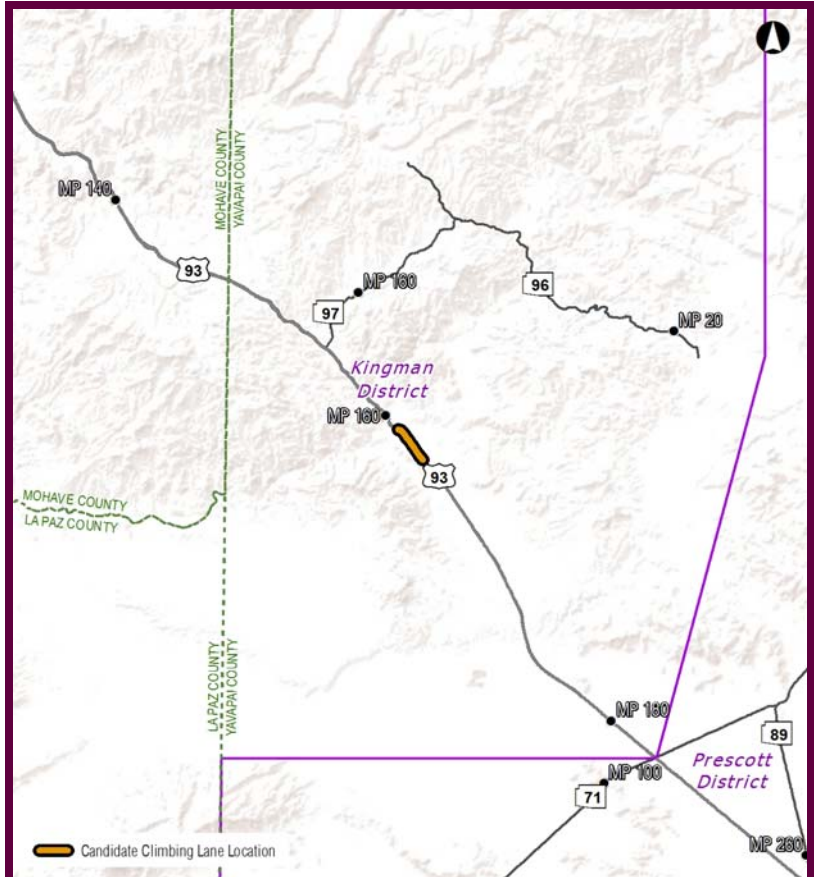 MOHAVE COUNTY
YAVAPAI COUNTY
MP 140
93
MP 160
97
96
MP 20
Kingman
District
MP 160
93
MOHAVE COUNTY
LA PAZ COUNTY
LA PAZ COUNTY
YAVAPAI COUNTY
MP 180
89
Prescott
District
MP 100
71
MP 260
Candidate Climbing Lane Location